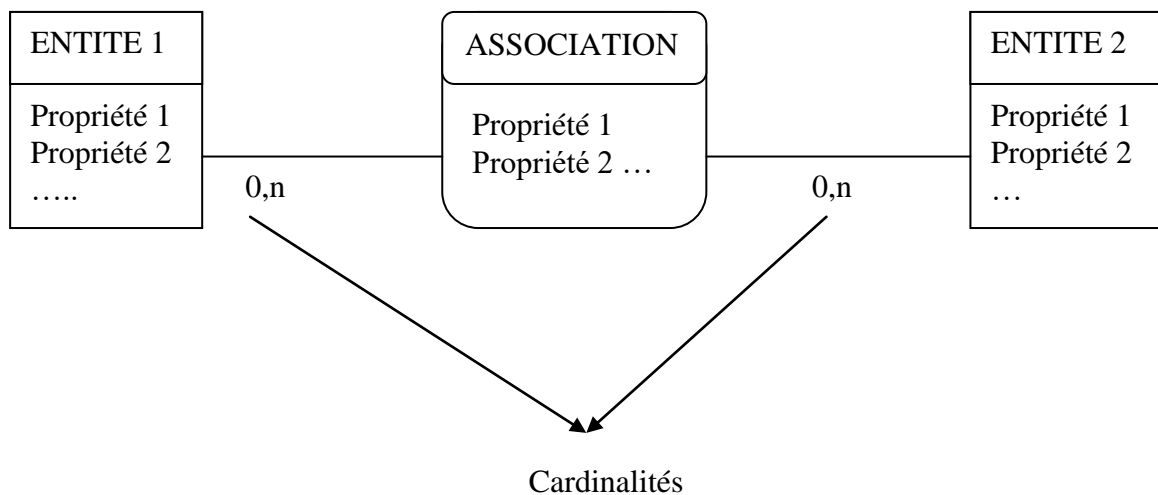 ENTITE 1
Propriété 1
Propriété 2
…..
ASSOCIATION
Propriété 1
Propriété 2 …
ENTITE 2
Propriété 1
Propriété 2
…
0,n
0,n
Cardinalités